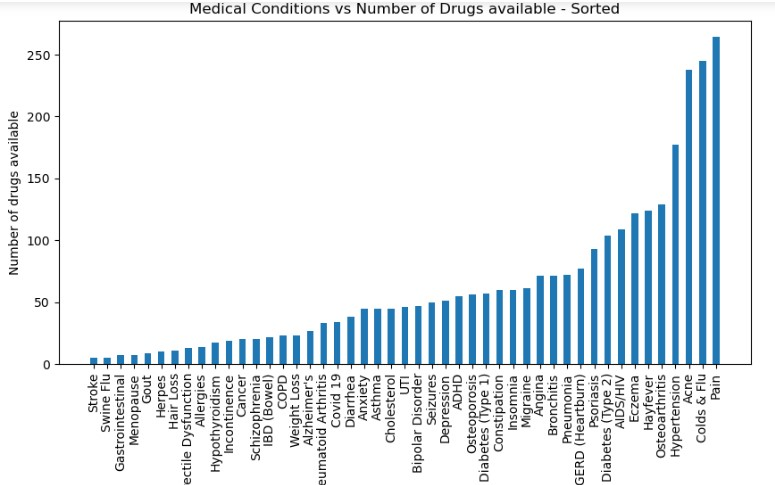 Medical Conditions vs Number of Drugs available - Sorted
Number of drugs available
250
200
150
100
50
0
Stroke
Swine Flu
Gastrointestinal
Menopause
Gout
Herpes
Hair Loss
ectile Dysfunction
Allergies
Hypothyroidism
Incontinence
Cancer
Schizophrenia
IBD (Bowel)
COPD
Weight Loss
Alzheimer's
eumatoid Arthritis
Covid 19
Diarrhea
Anxiety
Asthma
Cholesterol
UTI
Bipolar Disorder
Seizures
Depression
ADHD
Osteoporosis
Diabetes (Type 1)
Constipation
Insomnia
Migraine
Angina
Bronchitis
Pneumonia
GERD (Heartburn)
Psoriasis
Diabetes (Type 2)
AIDS/HIV
Eczema
Hayfever
Osteoarthritis
Hypertension
Acne
Colds & Flu
Pain